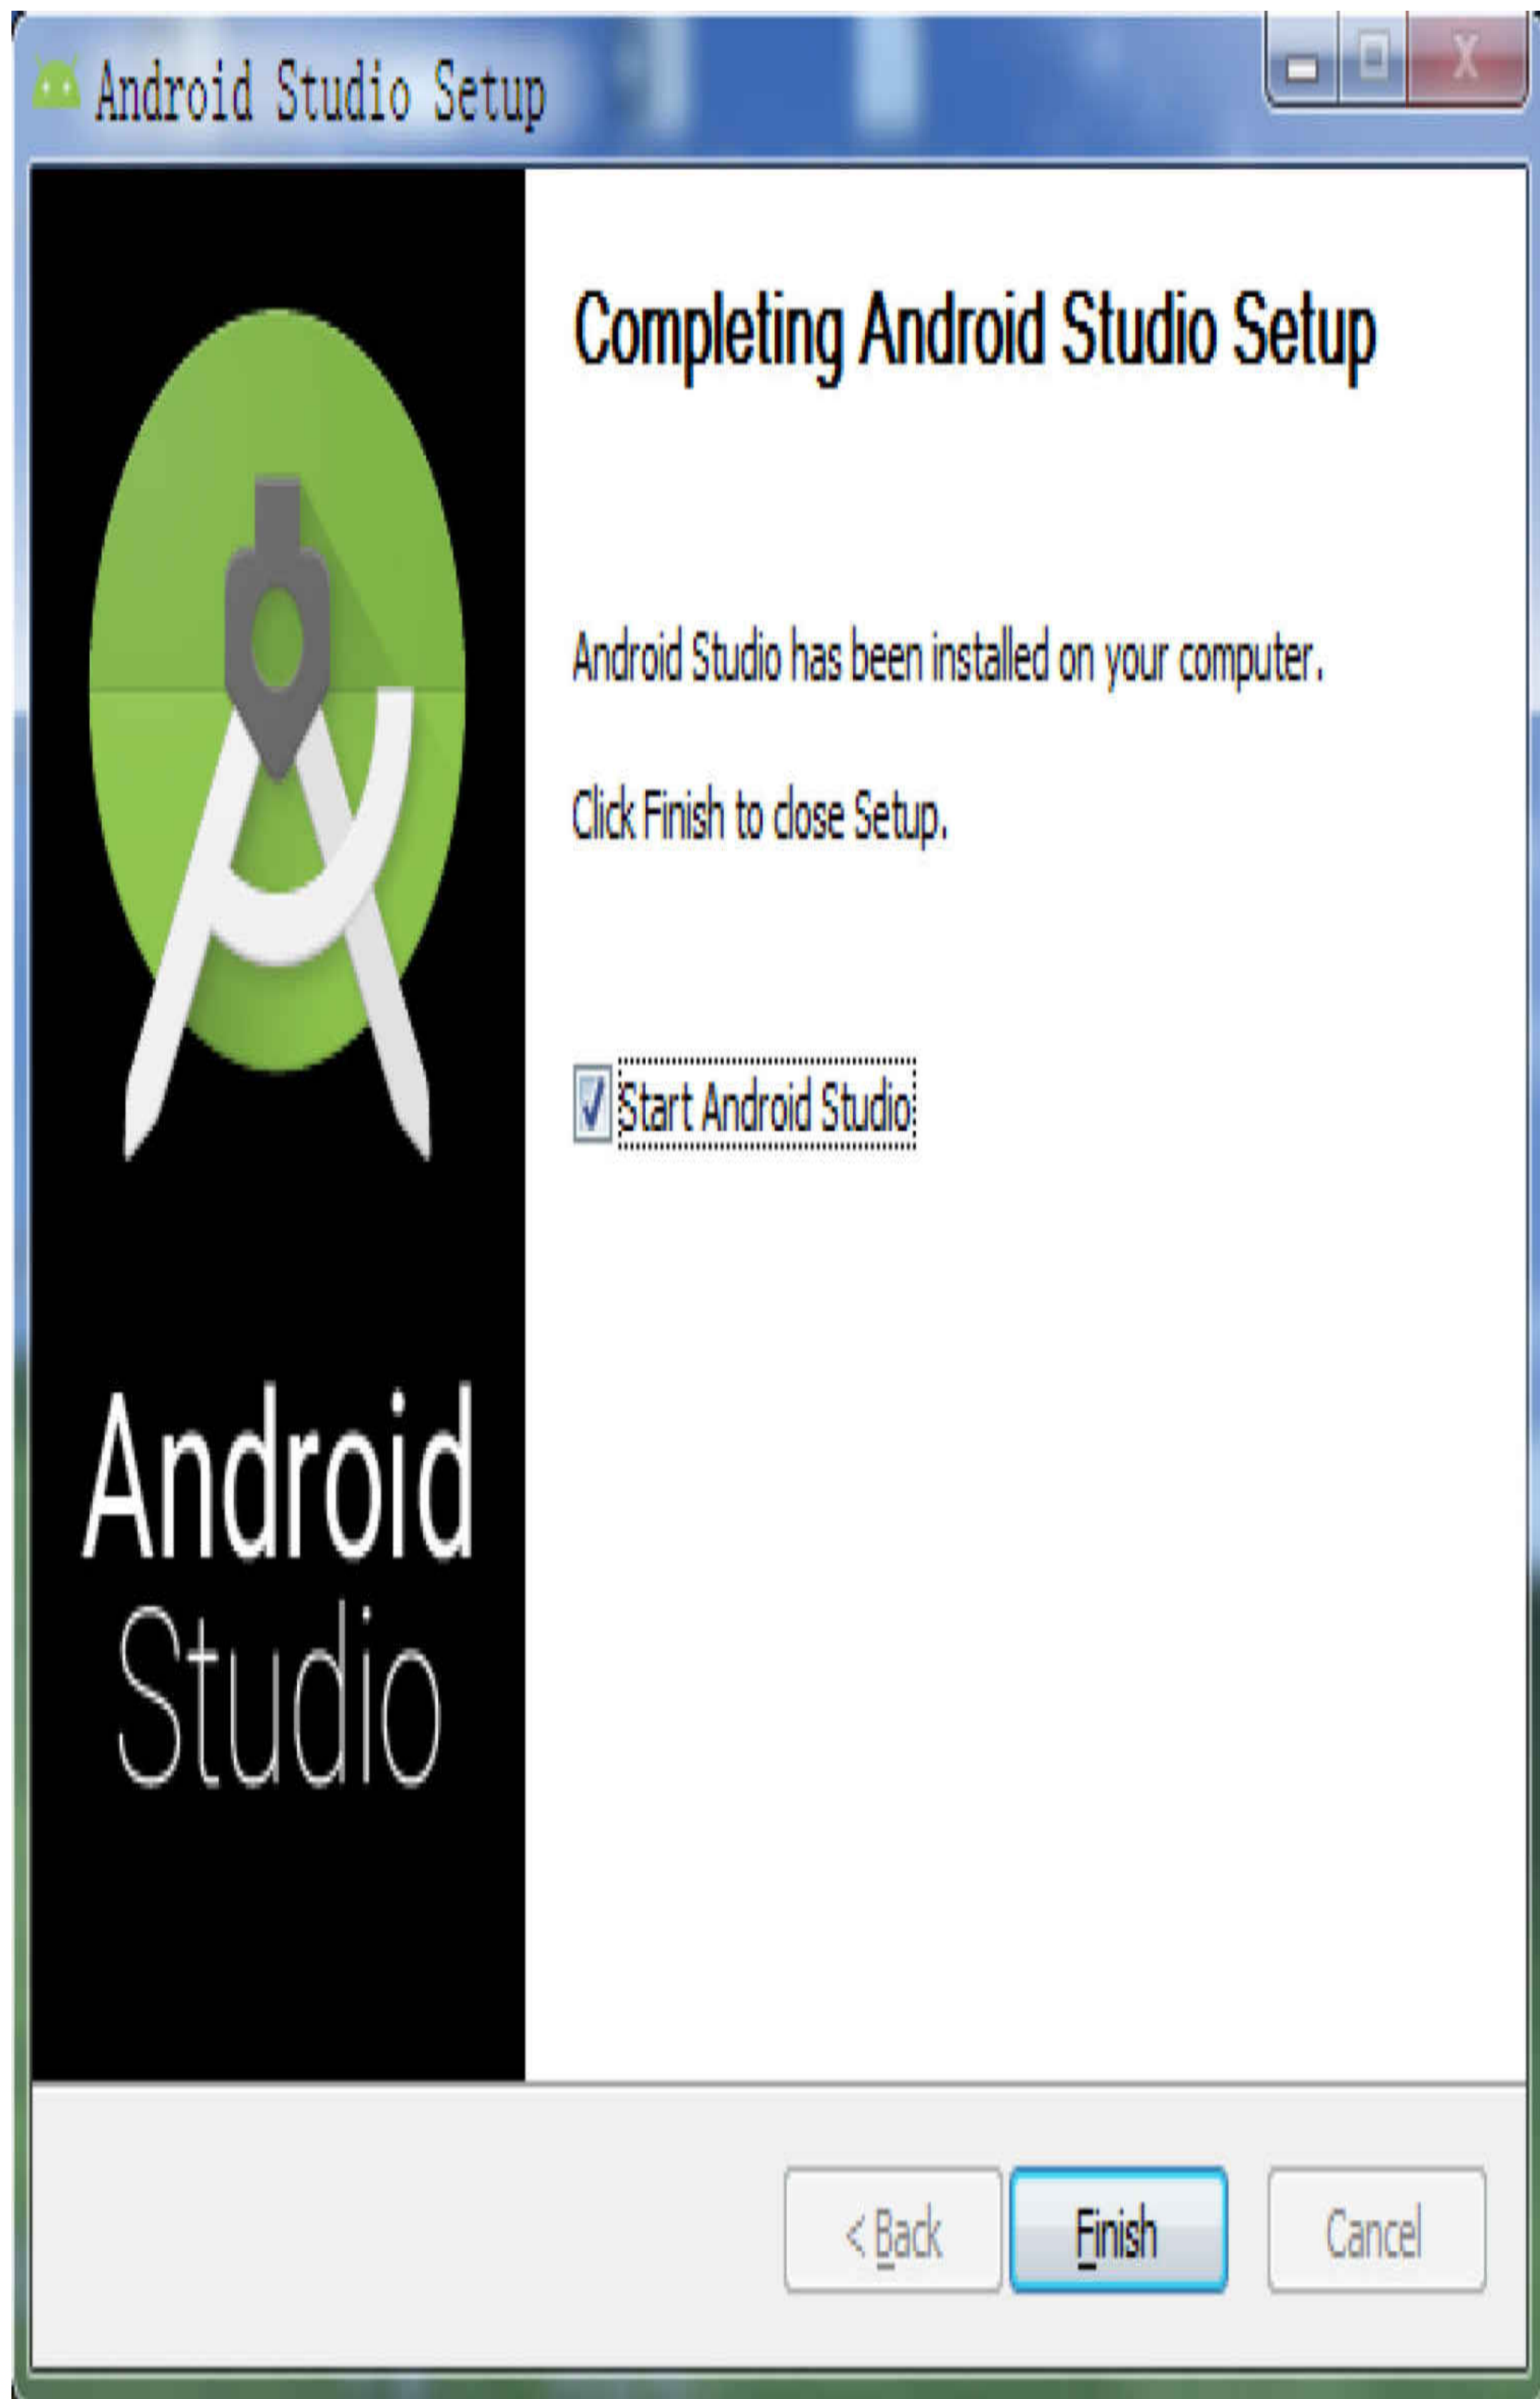 Android Studio Setup
Completing Android Studio Setup
Android Studio has been installed on your computer.
Click Finish to close Setup.
Start Android Studio
Android
Studio
< Back
Finish
Cancel